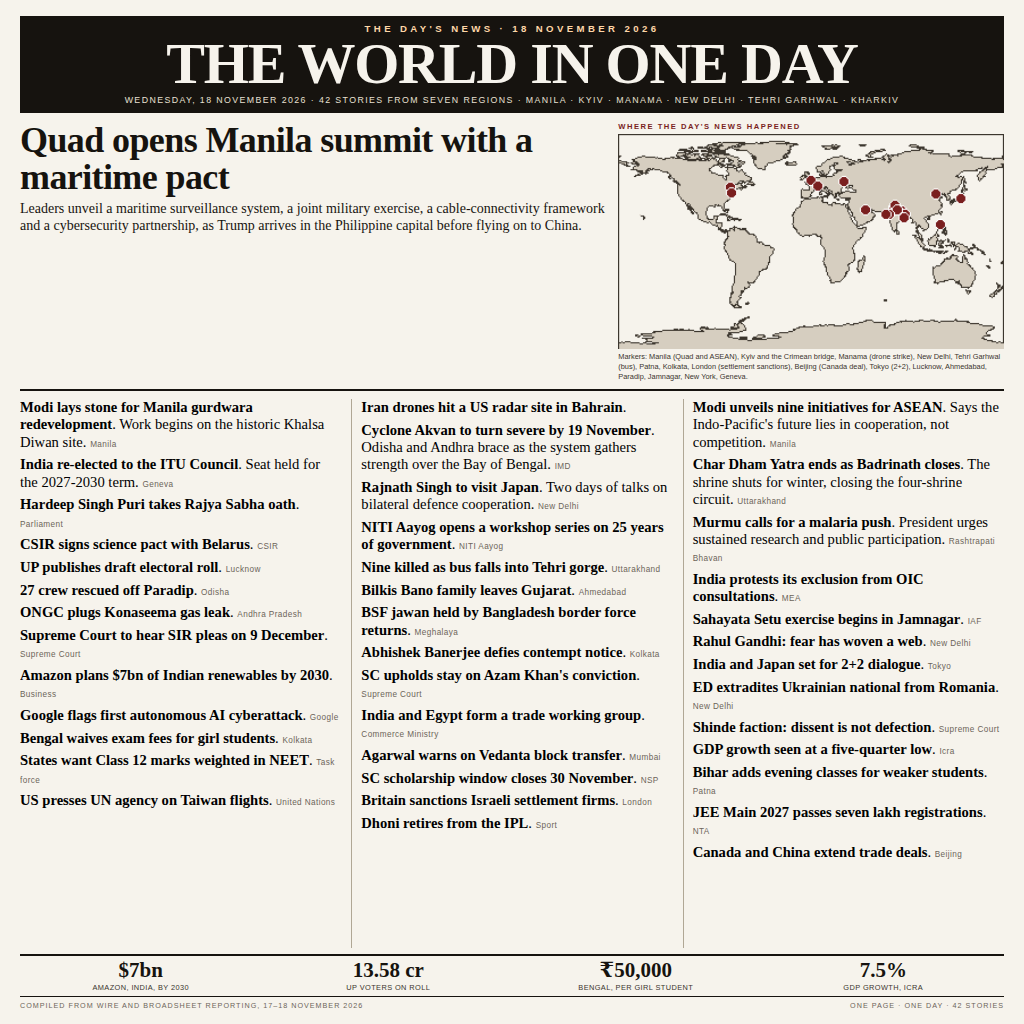 THE DAY'S NEWS · 18 NOVEMBER 2026
THE WORLD IN ONE DAY
WEDNESDAY, 18 NOVEMBER 2026 · 42 STORIES FROM SEVEN REGIONS · MANILA · KYIV · MANAMA · NEW DELHI · TEHRI GARHWAL · KHARKIV
Quad opens Manila summit with a
maritime pact
Leaders unveil a maritime surveillance system, a joint military exercise, a cable-connectivity framework
and a cybersecurity partnership, as Trump arrives in the Philippine capital before flying on to China.
WHERE THE DAY'S NEWS HAPPENED
Markers: Manila (Quad and ASEAN), Kyiv and the Crimean bridge, Manama (drone strike), New Delhi, Tehri Garhwal
(bus), Patna, Kolkata, London (settlement sanctions), Beijing (Canada deal), Tokyo (2+2), Lucknow, Ahmedabad,
Paradip, Jamnagar, New York, Geneva.
Modi lays stone for Manila gurdwara
redevelopment. Work begins on the historic Khalsa
Diwan site. Manila
India re-elected to the ITU Council. Seat held for
the 2027-2030 term. Geneva
Hardeep Singh Puri takes Rajya Sabha oath.
Parliament
CSIR signs science pact with Belarus. CSIR
UP publishes draft electoral roll. Lucknow
27 crew rescued off Paradip. Odisha
ONGC plugs Konaseema gas leak. Andhra Pradesh
Supreme Court to hear SIR pleas on 9 December.
Supreme Court
Amazon plans $7bn of Indian renewables by 2030.
Business
Google flags first autonomous AI cyberattack. Google
Bengal waives exam fees for girl students. Kolkata
States want Class 12 marks weighted in NEET. Task
force
US presses UN agency on Taiwan flights. United Nations
Iran drones hit a US radar site in Bahrain.
Cyclone Akvan to turn severe by 19 November.
Odisha and Andhra brace as the system gathers
strength over the Bay of Bengal. IMD
Rajnath Singh to visit Japan. Two days of talks on
bilateral defence cooperation. New Delhi
NITI Aayog opens a workshop series on 25 years
of government. NITI Aayog
Nine killed as bus falls into Tehri gorge. Uttarakhand
Bilkis Bano family leaves Gujarat. Ahmedabad
BSF jawan held by Bangladesh border force
returns. Meghalaya
Abhishek Banerjee defies contempt notice. Kolkata
SC upholds stay on Azam Khan's conviction.
Supreme Court
India and Egypt form a trade working group.
Commerce Ministry
Agarwal warns on Vedanta block transfer. Mumbai
SC scholarship window closes 30 November. NSP
Britain sanctions Israeli settlement firms. London
Dhoni retires from the IPL. Sport
Modi unveils nine initiatives for ASEAN. Says the
Indo-Pacific's future lies in cooperation, not
competition. Manila
Char Dham Yatra ends as Badrinath closes. The
shrine shuts for winter, closing the four-shrine
circuit. Uttarakhand
Murmu calls for a malaria push. President urges
sustained research and public participation. Rashtrapati
Bhavan
India protests its exclusion from OIC
consultations. MEA
Sahayata Setu exercise begins in Jamnagar. IAF
Rahul Gandhi: fear has woven a web. New Delhi
India and Japan set for 2+2 dialogue. Tokyo
ED extradites Ukrainian national from Romania.
New Delhi
Shinde faction: dissent is not defection. Supreme Court
GDP growth seen at a five-quarter low. Icra
Bihar adds evening classes for weaker students.
Patna
JEE Main 2027 passes seven lakh registrations.
NTA
Canada and China extend trade deals. Beijing
$7bn
AMAZON, INDIA, BY 2030
13.58 cr
UP VOTERS ON ROLL
₹50,000
BENGAL, PER GIRL STUDENT
7.5%
GDP GROWTH, ICRA
COMPILED FROM WIRE AND BROADSHEET REPORTING, 17–18 NOVEMBER 2026
ONE PAGE · ONE DAY · 42 STORIES